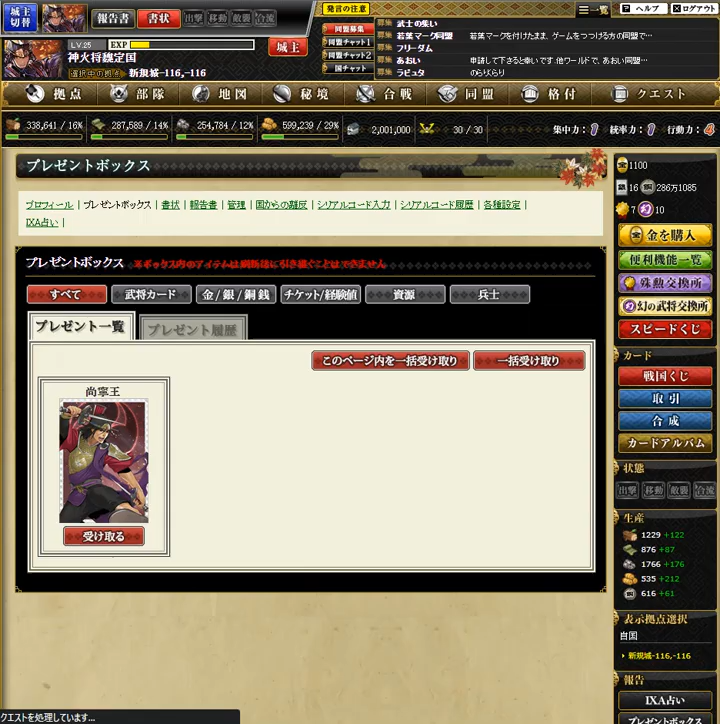 城主切替
報告書 書状 出撃 移動 敵襲 合流
LV.25 EXP
神火将魏定国 城主
選択中の拠点 新規城-116,-116
発言の注意 一覧 ヘルプ ログアウト
同盟募集 募集 武士の集い
同盟チャット1 募集 若葉マーク同盟 若葉マークを付けたまま、ゲームをつづける方の同盟で…
募集 フリーダム
同盟チャット2 募集 あおい 申請して下さると幸いです。他ワールドで、あおい同盟…
国チャット 募集 ラピュタ のらりくらり
拠点 部隊 地図 秘境 合戦 同盟 格付 クエスト
338,641 / 16% 287,589 / 14% 254,784 / 12% 599,239 / 29% 2,001,000 30 / 30 集中力: 統率力: 行動力:
プレゼントボックス
プロフィール | プレゼントボックス | 書状 | 報告書 | 管理 | 国からの離反 | シリアルコード入力 | シリアルコード履歴 | 各種設定 |
IXA占い |
プレゼントボックス ※ボックス内のアイテムは新章に引き継ぐことはできません
すべて 武将カード 金/銀/銅銭 チケット/経験値 資源 兵士
プレゼント一覧 プレゼント履歴
このページ内を一括受け取り 一括受け取り
尚寧王
受け取る
クエストを処理しています...
1100
16 286万1085
7 幻 10
金を購入
便利機能一覧
殊勲交換所
幻の武将交換所
スピードくじ
カード
戦国くじ
取引
合成
カードアルバム
状態
出撃 移動 敵襲 合流
生産
1229 +122
876 +87
1766 +176
535 +212
616 +61
表示拠点選択
自国
新規城-116,-116
報告
IXA占い
プレゼントボックス